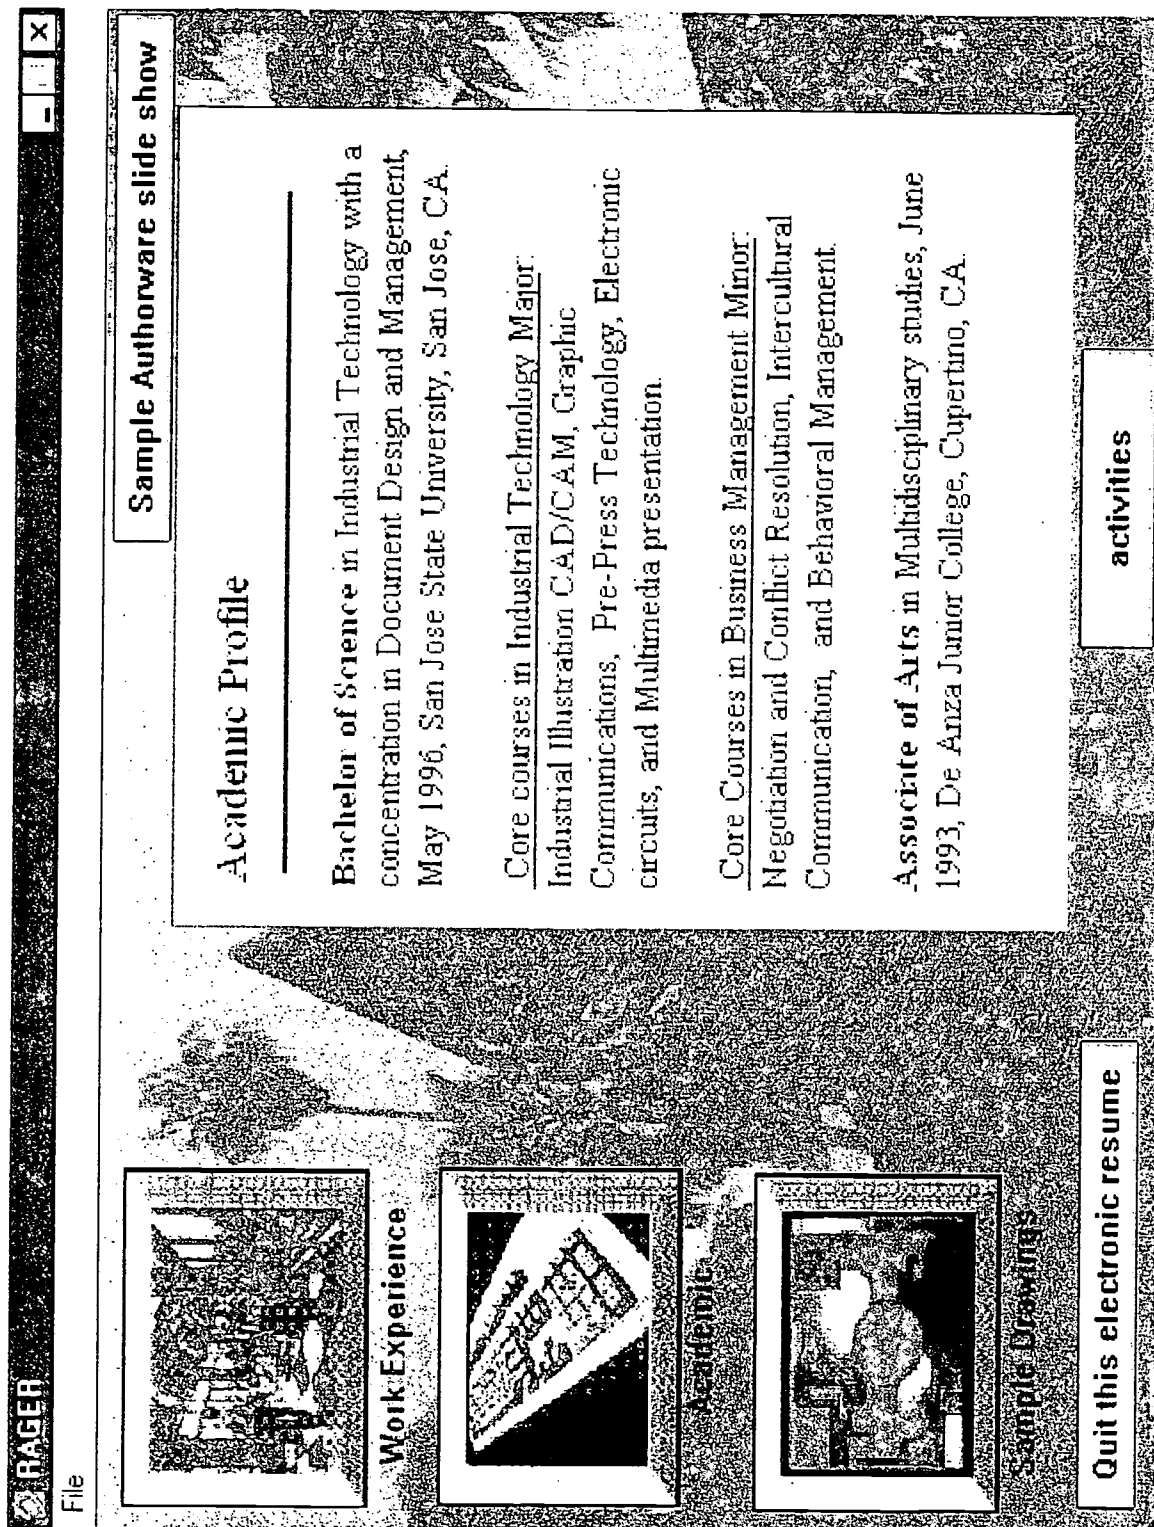 RAGER
File
Sample Authorware slide show
Academic Profile
Bachelor of Science in Industrial Technology with a
concentration in Document Design and Management,
May 1996, San Jose State University, San Jose, CA.
Core courses in Industrial Technology Major:
Industrial Illustration CAD/CAM, Graphic
Communications, Pre-Press Technology, Electronic
circuits, and Multimedia presentation.
Core Courses in Business Management Minor:
Negotiation and Conflict Resolution, Intercultural
Communication, and Behavioral Management.
Associate of Arts in Multidisciplinary studies, June
1993, De Anza Junior College, Cupertino, CA.
Work Experience
Academic
Sample Drawings
Quit this electronic resume
activities